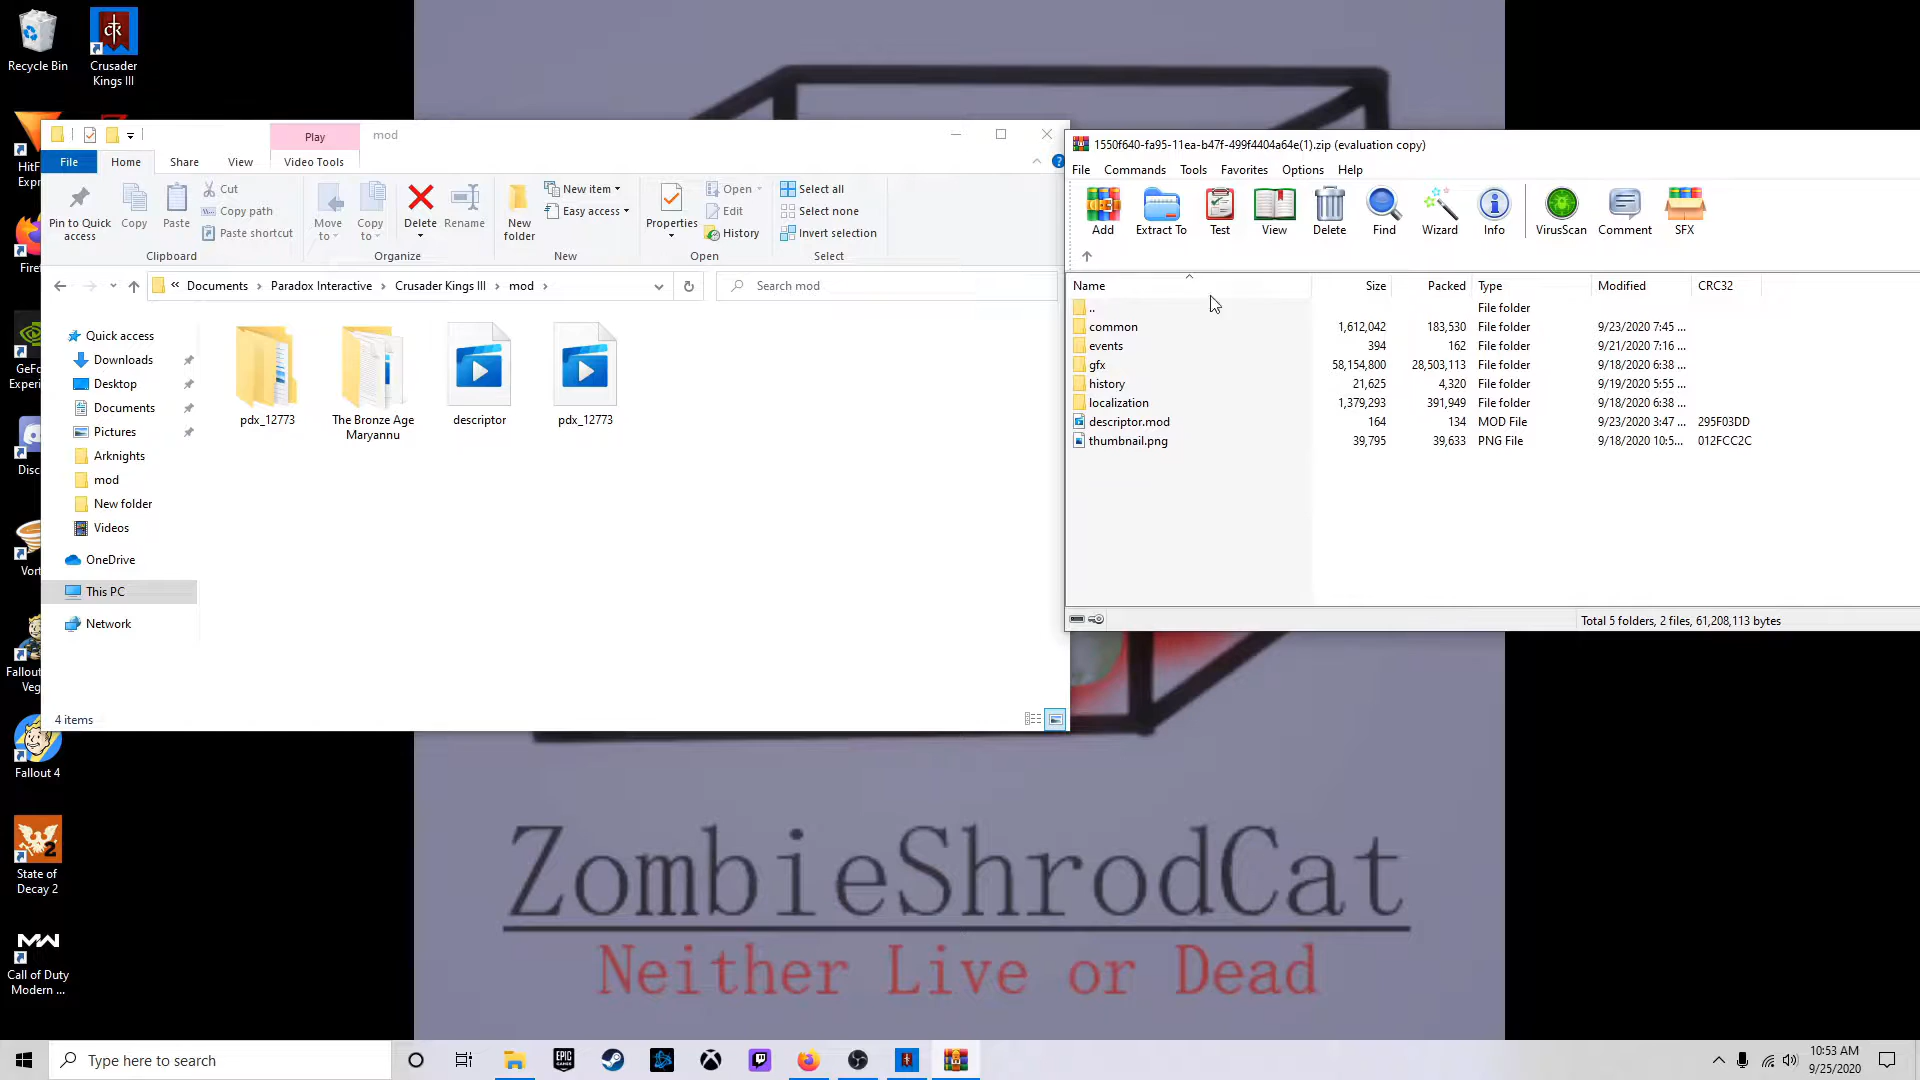 Recycle Bin
Crusader
Kings III
HitF
Expr
Firef
GeFo
Experi
Disc
Vort
Fallou
Veg
Fallout 4
State of
Decay 2
Call of Duty
Modern ...
Play
mod
File
Home
Share
View
Video Tools
Pin to Quick
access
Copy
Paste
Cut
Copy path
Paste shortcut
Clipboard
Move
to
Copy
to
Delete
Rename
Organize
New
folder
New item
Easy access
New
Properties
Open
Edit
History
Open
Select all
Select none
Invert selection
Select
« Documents > Paradox Interactive > Crusader Kings III > mod >
Search mod
Quick access
Downloads
Desktop
Documents
Pictures
Arknights
mod
New folder
Videos
OneDrive
This PC
Network
pdx_12773
The Bronze Age
Maryannu
descriptor
pdx_12773
4 items
1550f640-fa95-11ea-b47f-499f4404a64e(1).zip (evaluation copy)
File Commands Tools Favorites Options Help
Add Extract To Test View Delete Find Wizard Info VirusScan Comment SFX
Name Size Packed Type Modified CRC32
.. File folder
common 1,612,042 183,530 File folder 9/23/2020 7:45 ...
events 394 162 File folder 9/21/2020 7:16 ...
gfx 58,154,800 28,503,113 File folder 9/18/2020 6:38 ...
history 21,625 4,320 File folder 9/19/2020 5:55 ...
localization 1,379,293 391,949 File folder 9/18/2020 6:38 ...
descriptor.mod 164 134 MOD File 9/23/2020 3:47 ... 295F03DD
thumbnail.png 39,795 39,633 PNG File 9/18/2020 10:5... 012FCC2C
Total 5 folders, 2 files, 61,208,113 bytes
ZombieShrodCat
Neither Live or Dead
Type here to search
EPIC
GAMES
10:53 AM
9/25/2020